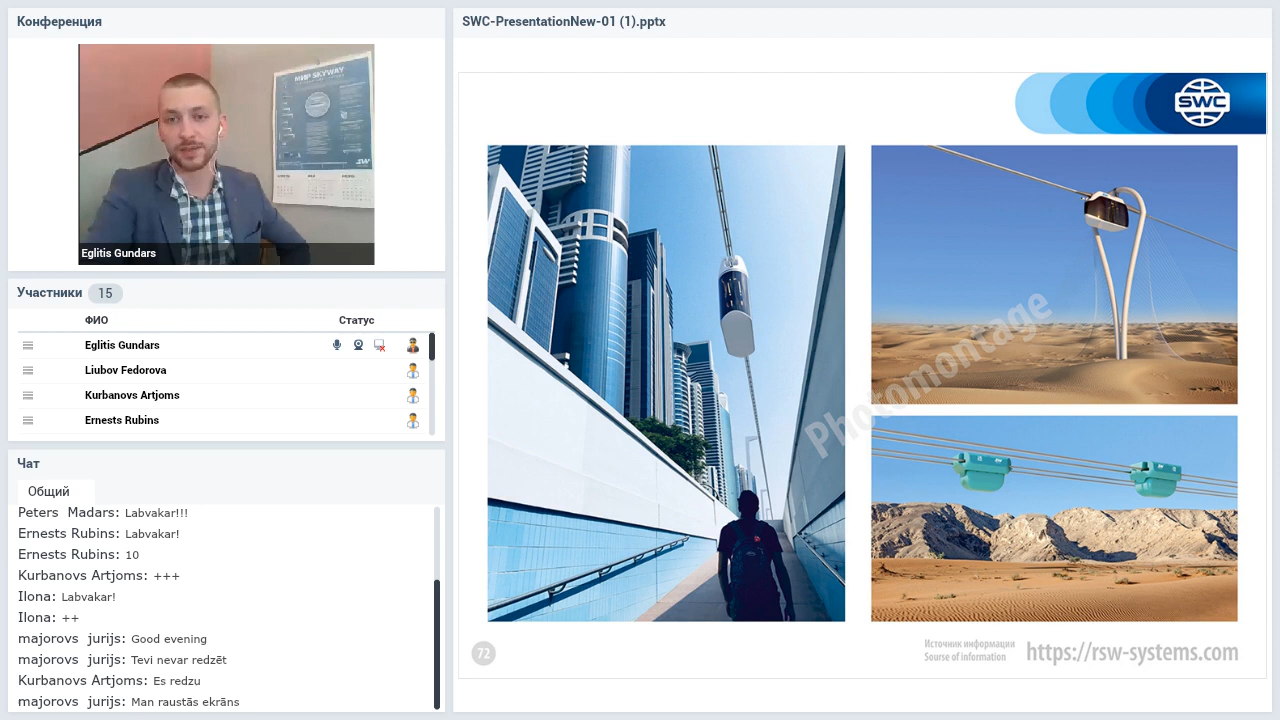 Конференция
МИР SKYWAY
Eglitis Gundars
Участники 15
ФИО Статус
Eglitis Gundars
Liubov Fedorova
Kurbanovs Artjoms
Ernests Rubins
Чат
Общий
Peters Madars: Labvakar!!!
Ernests Rubins: Labvakar!
Ernests Rubins: 10
Kurbanovs Artjoms: +++
Ilona: Labvakar!
Ilona: ++
majorovs jurijs: Good evening
majorovs jurijs: Tevi nevar redzēt
Kurbanovs Artjoms: Es redzu
majorovs jurijs: Man raustās ekrāns
SWC-PresentationNew-01 (1).pptx
SWC
Photomontage
72
Источник информации
Sourse of information
https://rsw-systems.com